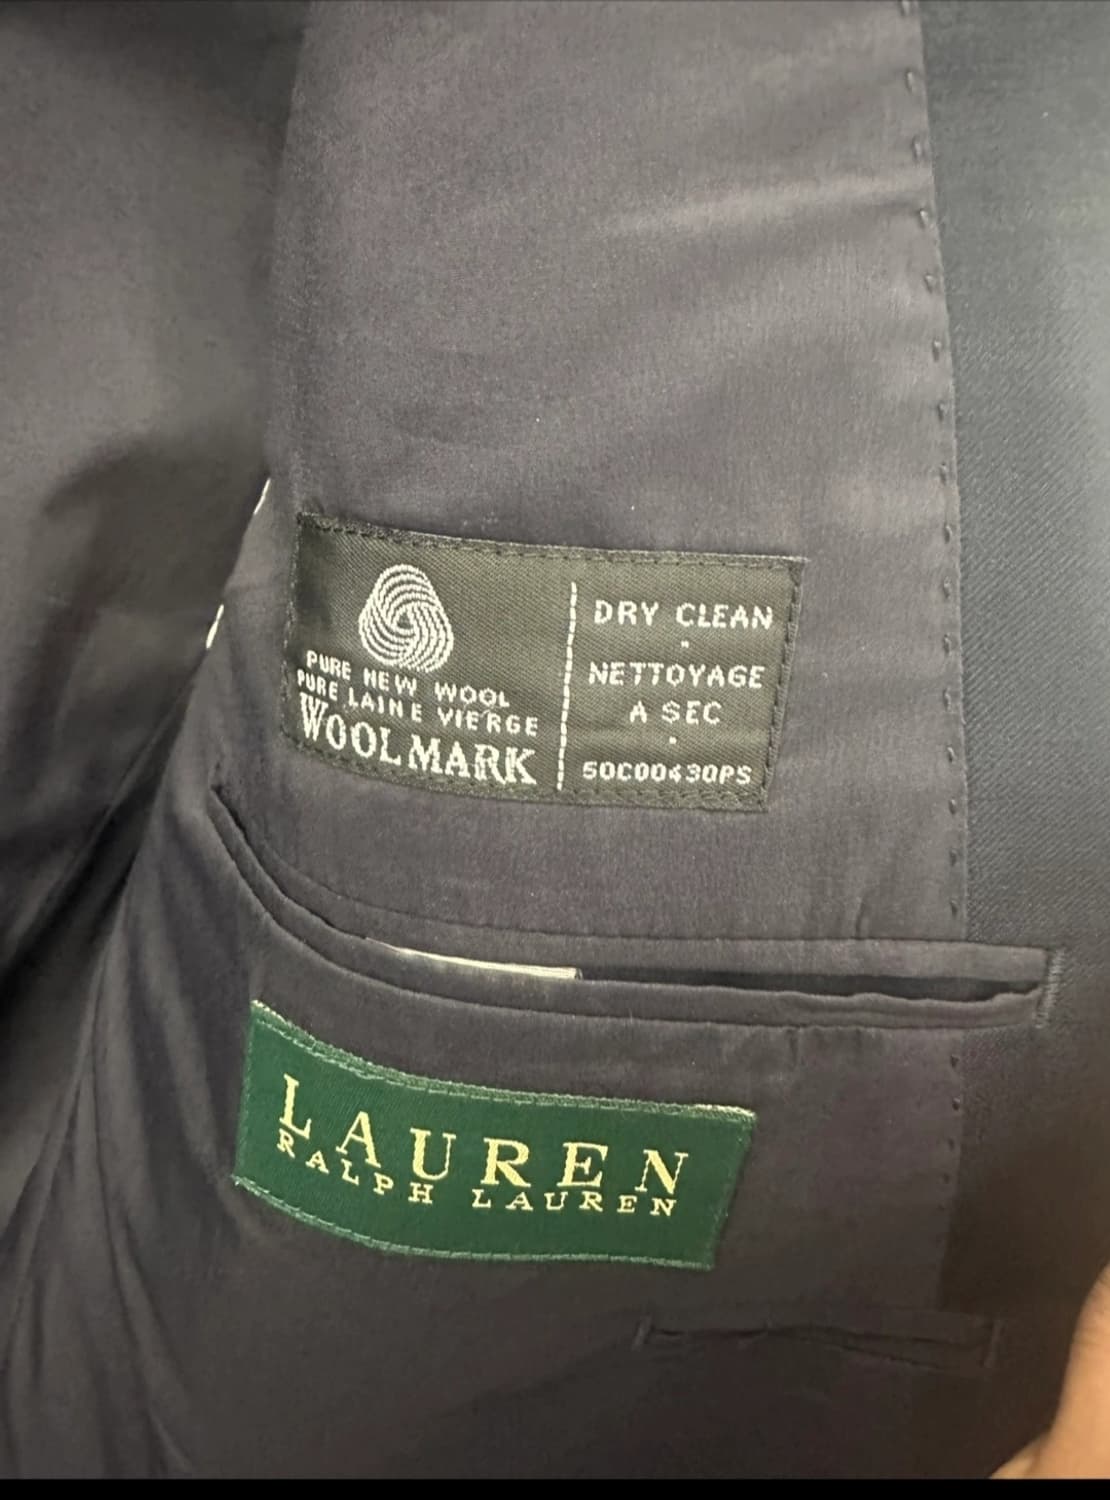 PURE NEW WOOL
PURE LAINE VIERGE
WOOLMARK
DRY CLEAN
NETTOYAGE
A SEC
50C00430PS
LAUREN
RALPH LAUREN